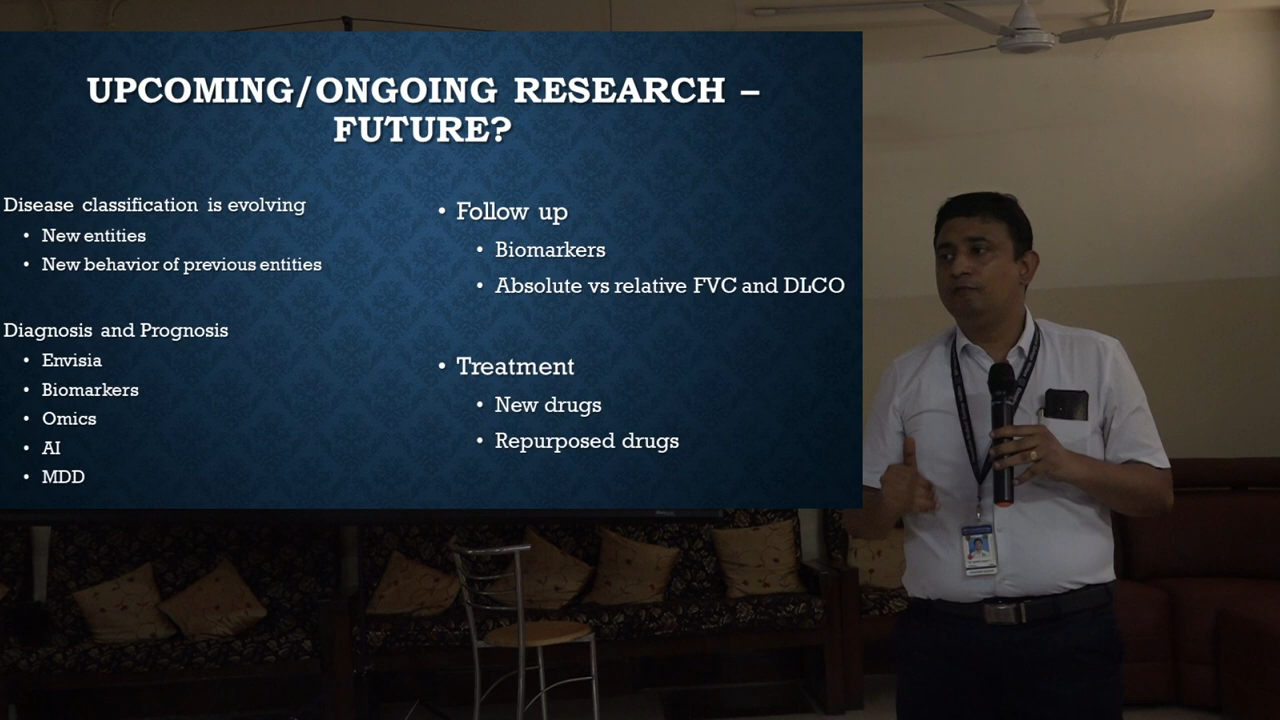 UPCOMING/ONGOING RESEARCH –
FUTURE?
Disease classification is evolving
• New entities
• New behavior of previous entities
Diagnosis and Prognosis
• Envisia
• Biomarkers
• Omics
• AI
• MDD
• Follow up
• Biomarkers
• Absolute vs relative FVC and DLCO
• Treatment
• New drugs
• Repurposed drugs